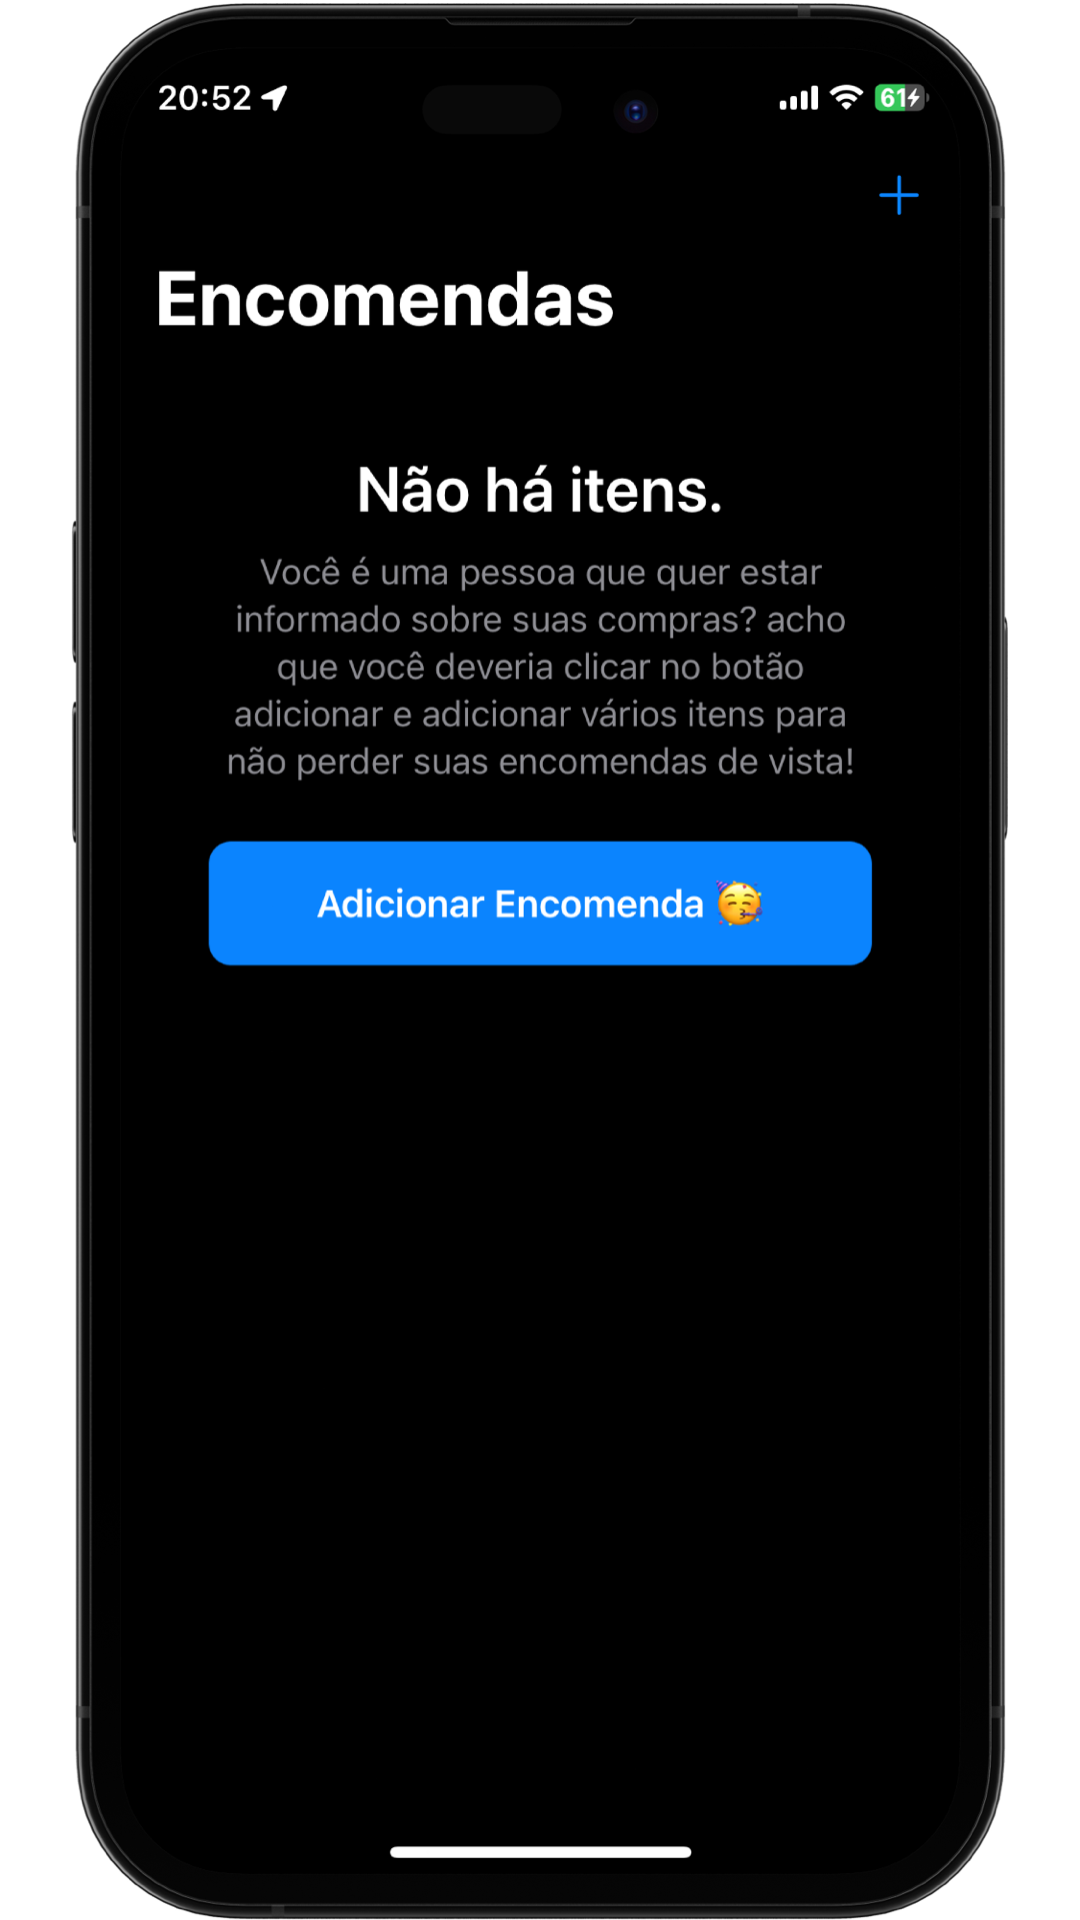 20:52
61
Encomendas
Não há itens.
Você é uma pessoa que quer estar
informado sobre suas compras? acho
que você deveria clicar no botão
adicionar e adicionar vários itens para
não perder suas encomendas de vista!
Adicionar Encomenda 🥳